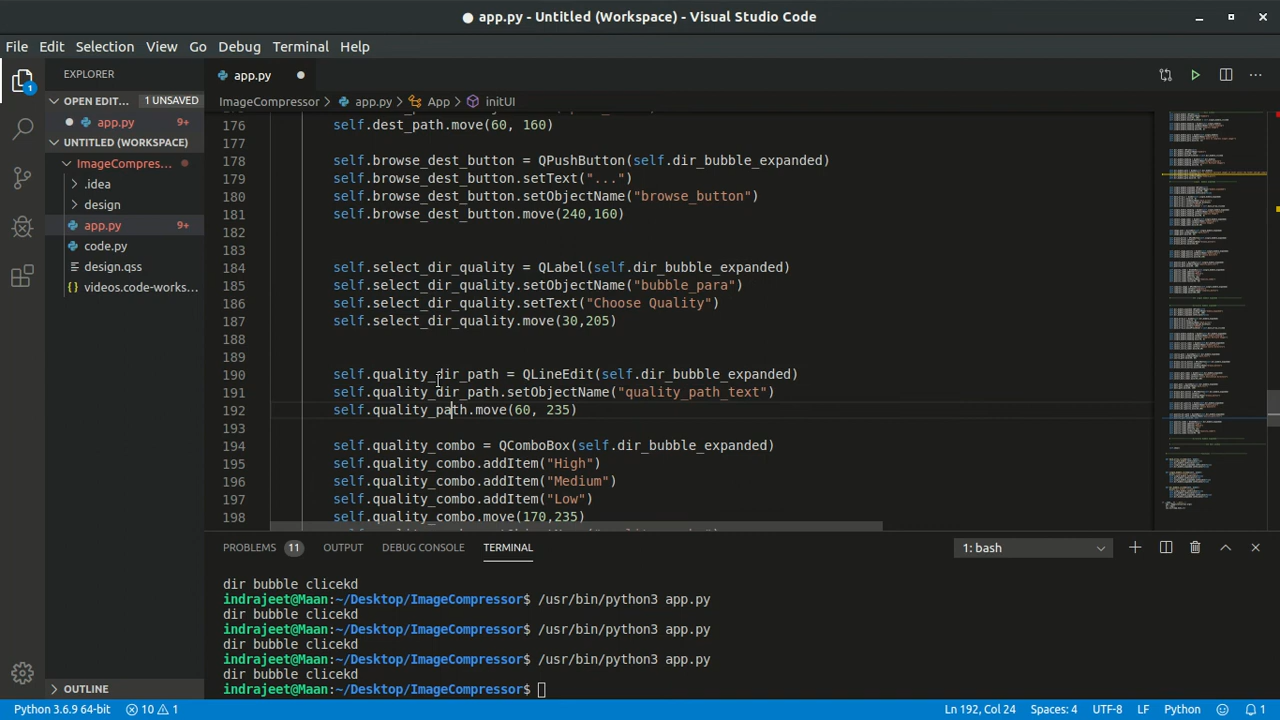 ● app.py - Untitled (Workspace) - Visual Studio Code
File Edit Selection View Go Debug Terminal Help
EXPLORER
app.py ●
OPEN EDIT... 1 UNSAVED
● app.py 9+
UNTITLED (WORKSPACE)
ImageCompres...
.idea
design
app.py 9+
code.py
design.qss
videos.code-works...
OUTLINE
ImageCompressor > app.py > App > initUI
176 self.dest_path.move(60, 160)
177
178 self.browse_dest_button = QPushButton(self.dir_bubble_expanded)
179 self.browse_dest_button.setText("...")
180 self.browse_dest_button.setObjectName("browse_button")
181 self.browse_dest_button.move(240,160)
182
183
184 self.select_dir_quality = QLabel(self.dir_bubble_expanded)
185 self.select_dir_quality.setObjectName("bubble_para")
186 self.select_dir_quality.setText("Choose Quality")
187 self.select_dir_quality.move(30,205)
188
189
190 self.quality_dir_path = QLineEdit(self.dir_bubble_expanded)
191 self.quality_dir_path.setObjectName("quality_path_text")
192 self.quality_path.move(60, 235)
193
194 self.quality_combo = QComboBox(self.dir_bubble_expanded)
195 self.quality_combo.addItem("High")
196 self.quality_combo.addItem("Medium")
197 self.quality_combo.addItem("Low")
198 self.quality_combo.move(170,235)
PROBLEMS 11 OUTPUT DEBUG CONSOLE TERMINAL 1: bash
dir bubble clicekd
indrajeet@Maan:~/Desktop/ImageCompressor$ /usr/bin/python3 app.py
dir bubble clicekd
indrajeet@Maan:~/Desktop/ImageCompressor$ /usr/bin/python3 app.py
dir bubble clicekd
indrajeet@Maan:~/Desktop/ImageCompressor$ /usr/bin/python3 app.py
dir bubble clicekd
indrajeet@Maan:~/Desktop/ImageCompressor$
Python 3.6.9 64-bit 10 1 Ln 192, Col 24 Spaces: 4 UTF-8 LF Python 1